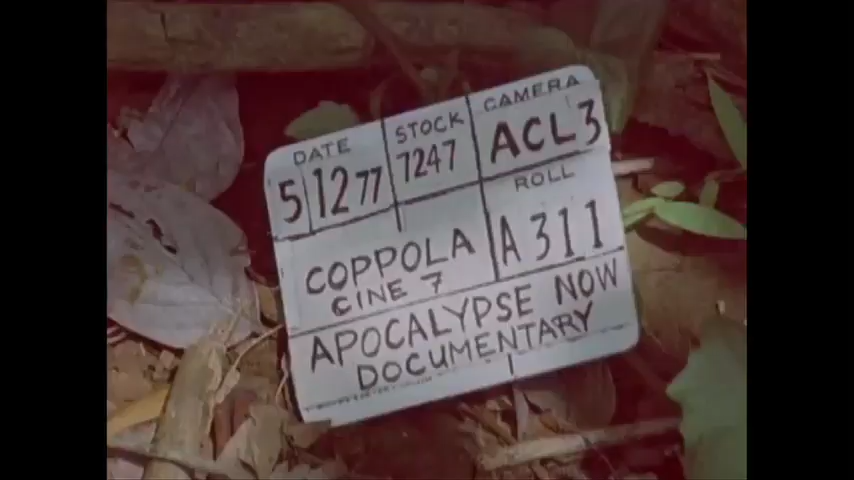 DATE STOCK CAMERA
5 12 77 7247 ACL 3
ROLL
COPPOLA A 311
CINE 7
APOCALYPSE NOW
DOCUMENTARY